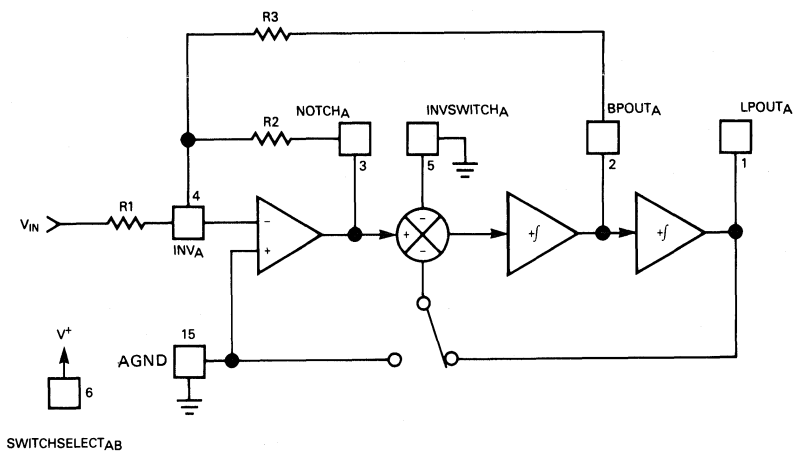 R3
NOTCHA
INVSWITCHA
BPOUTA
LPOUTA
R2
3
5
2
1
4
R1
VIN
INVA
−
+
+
−
−
+∫
+∫
V+
15
AGND
6
SWITCHSELECTAB